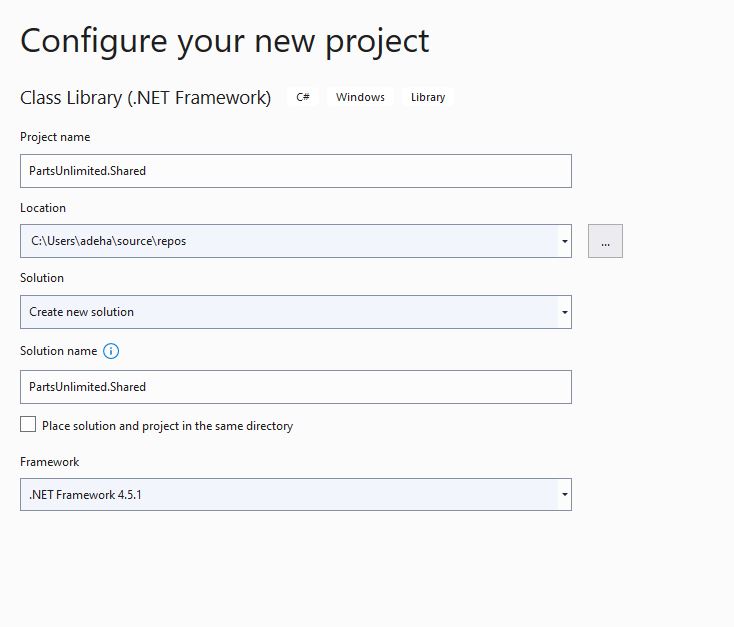 Configure your new project
Class Library (.NET Framework) C# Windows Library
Project name
PartsUnlimited.Shared
Location
C:\Users\adeha\source\repos
...
Solution
Create new solution
Solution name
PartsUnlimited.Shared
Place solution and project in the same directory
Framework
.NET Framework 4.5.1